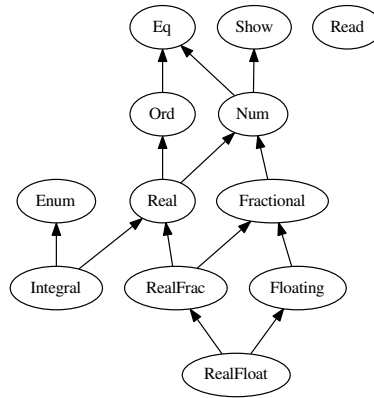 Eq Show Read
Ord Num
Enum Real Fractional
Integral RealFrac Floating
RealFloat